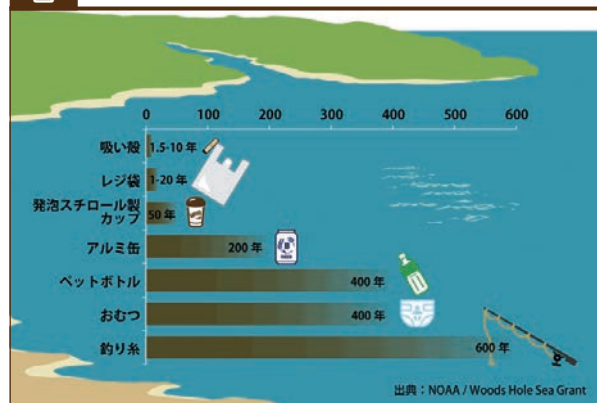 0 100 200 300 400 500 600
吸い殻 1.5-10 年
レジ袋 1-20 年
発泡スチロール製
カップ 50 年
アルミ缶 200 年
ペットボトル 400 年
おむつ 400 年
釣り糸 600 年
出典：NOAA / Woods Hole Sea Grant